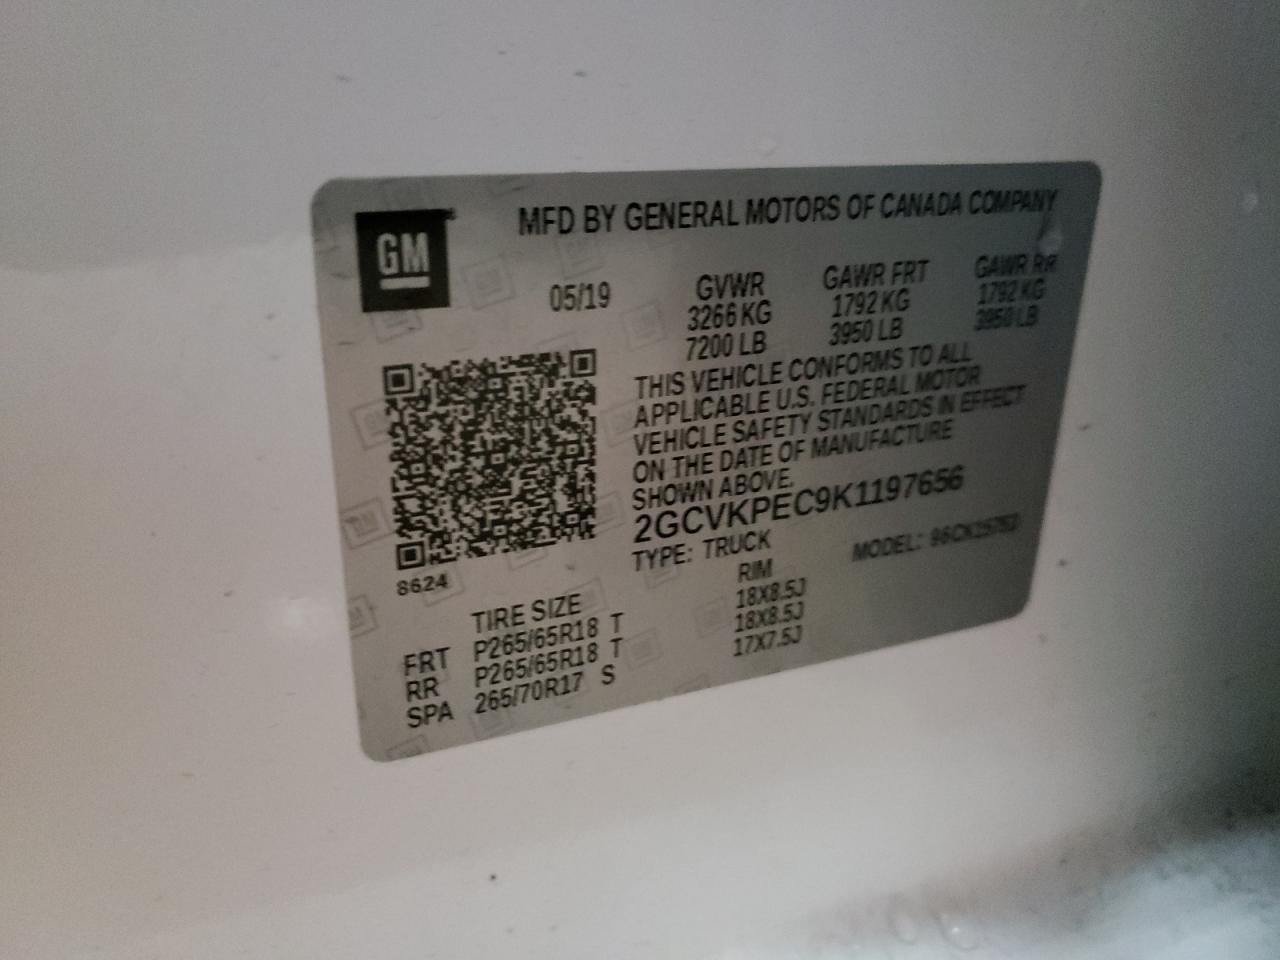 GM
MFD BY GENERAL MOTORS OF CANADA COMPANY
05/19
GVWR GAWR FRT GAWR RR
3266 KG 1792 KG 1792 KG
7200 LB 3950 LB 3950 LB
THIS VEHICLE CONFORMS TO ALL
APPLICABLE U.S. FEDERAL MOTOR
VEHICLE SAFETY STANDARDS IN EFFECT
ON THE DATE OF MANUFACTURE
SHOWN ABOVE.
2GCVKPEC9K1197656
TYPE: TRUCK MODEL:
8624
TIRE SIZE RIM
FRT P265/65R18 T 18X8.5J
RR P265/65R18 T 18X8.5J
SPA 265/70R17 S 17X7.5J